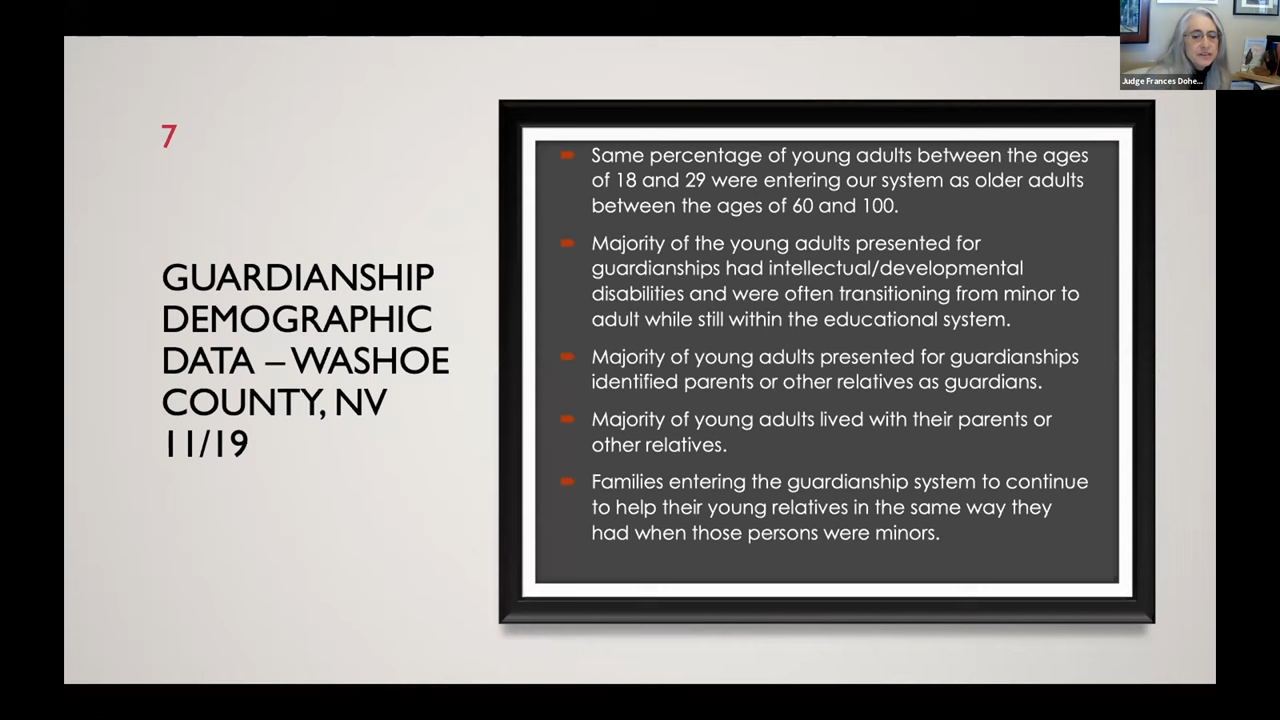 Judge Frances Dohe...
7
GUARDIANSHIP
DEMOGRAPHIC
DATA – WASHOE
COUNTY, NV
11/19
Same percentage of young adults between the ages
of 18 and 29 were entering our system as older adults
between the ages of 60 and 100.
Majority of the young adults presented for
guardianships had intellectual/developmental
disabilities and were often transitioning from minor to
adult while still within the educational system.
Majority of young adults presented for guardianships
identified parents or other relatives as guardians.
Majority of young adults lived with their parents or
other relatives.
Families entering the guardianship system to continue
to help their young relatives in the same way they
had when those persons were minors.